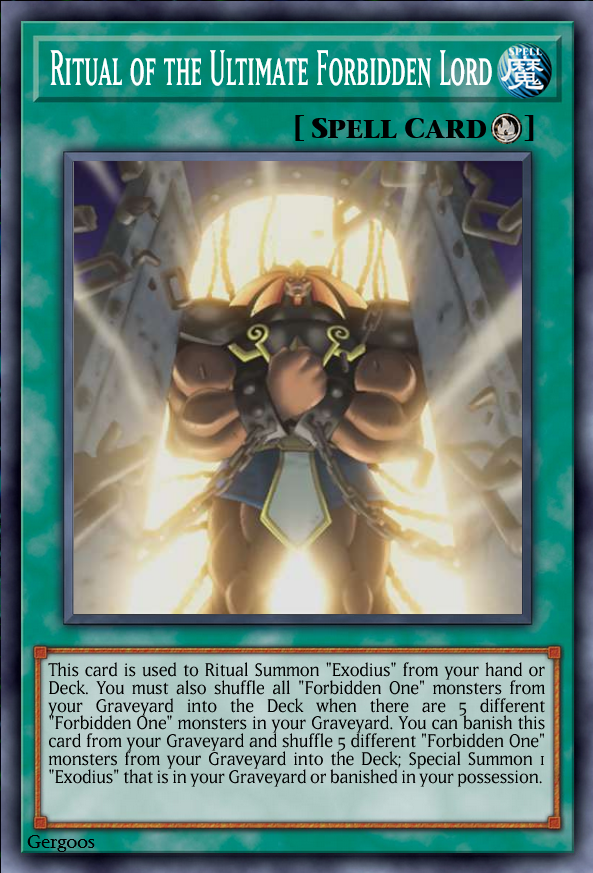 Ritual of the Ultimate Forbidden Lord
SPELL
魔
[ Spell Card ]
This card is used to Ritual Summon "Exodius" from your hand or
Deck. You must also shuffle all "Forbidden One" monsters from
your Graveyard into the Deck when there are 5 different
"Forbidden One" monsters in your Graveyard. You can banish this
card from your Graveyard and shuffle 5 different "Forbidden One"
monsters from your Graveyard into the Deck; Special Summon 1
"Exodius" that is in your Graveyard or banished in your possession.
Gergoos